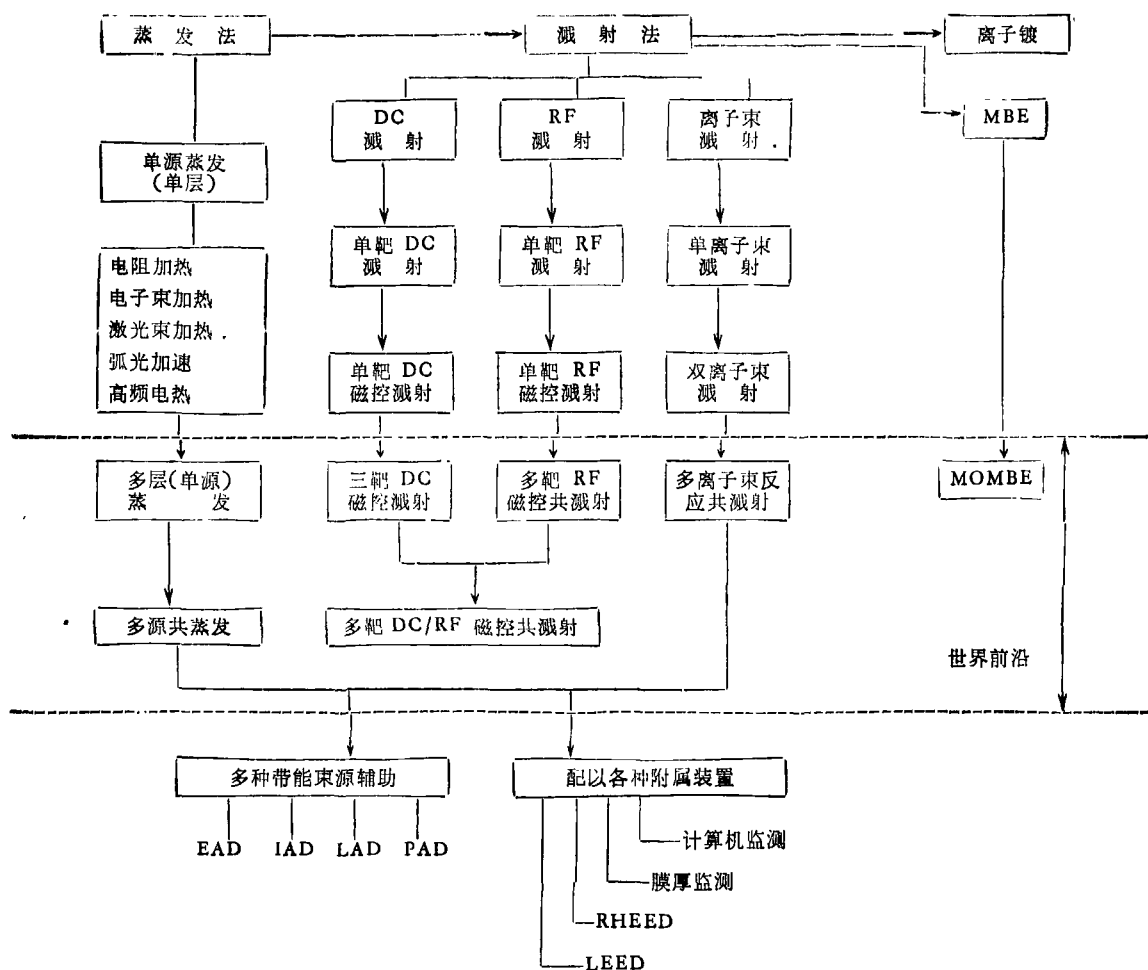 蒸发法
溅射法
离子镀
DC
溅射
RF
溅射
离子束
溅射
MBE
单源蒸发
(单层)
单靶 DC
溅射
单靶 RF
溅射
单离子束
溅射
电阻加热
电子束加热
激光束加热
弧光加速
高频电热
单靶 DC
磁控溅射
单靶 RF
磁控溅射
双离子束
溅射
多层(单源)
蒸发
三靶 DC
磁控溅射
多靶 RF
磁控共溅射
多离子束反
应共溅射
MOMBE
多源共蒸发
多靶 DC/RF 磁控共溅射
世界前沿
多种带能束源辅助
配以各种附属装置
EAD IAD LAD PAD
计算机监测
膜厚监测
RHEED
LEED